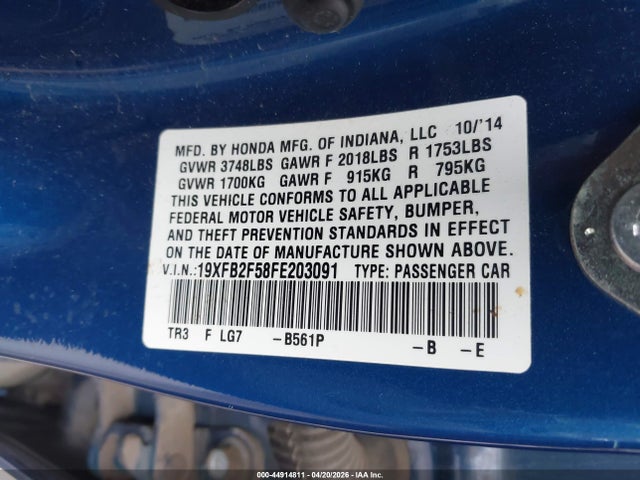 MFD. BY HONDA MFG. OF INDIANA, LLC 10/'14
GVWR 3748LBS GAWR F 2018LBS R 1753LBS
GVWR 1700KG GAWR F 915KG R 795KG
THIS VEHICLE CONFORMS TO ALL APPLICABLE
FEDERAL MOTOR VEHICLE SAFETY, BUMPER,
AND THEFT PREVENTION STANDARDS IN EFFECT
ON THE DATE OF MANUFACTURE SHOWN ABOVE.
V.I.N.:19XFB2F58FE203091 TYPE: PASSENGER CAR
TR3 F LG7 -B561P -B -E
000-44914811 - 04/20/2026 - IAA Inc.